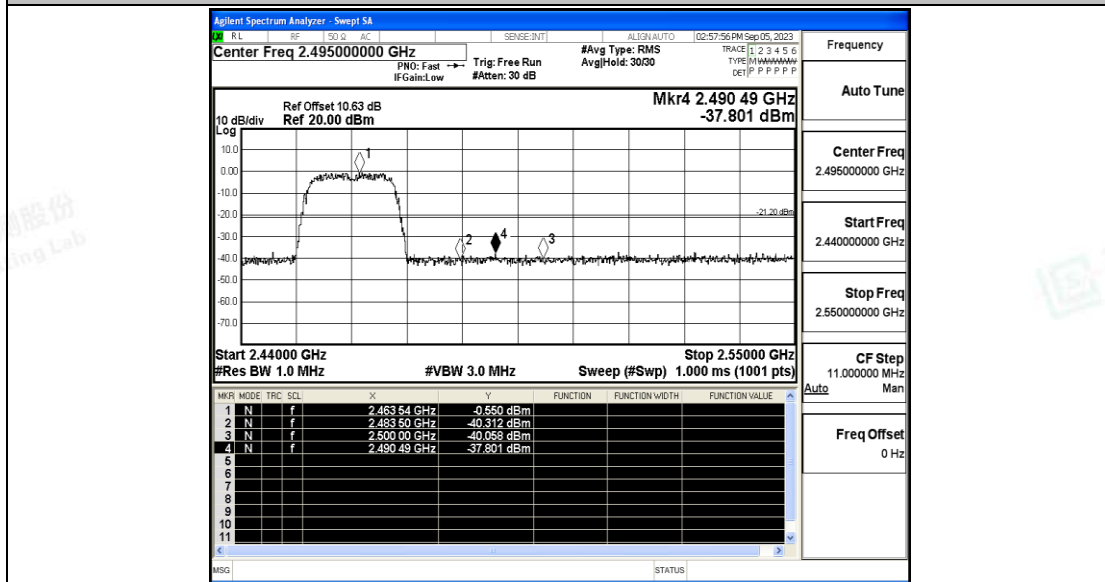 Agilent Spectrum Analyzer - Swept SA
RL RF 50 Ω AC SENSE:INT ALIGNAUTO 02:57:56 PM Sep 05, 2023
Center Freq 2.495000000 GHz #Avg Type: RMS TRACE 1 2 3 4 5 6
PNO: Fast Trig: Free Run Avg|Hold: 30/30 TYPE M
IFGain:Low #Atten: 30 dB DET P P P P P P
Frequency
Auto Tune
Ref Offset 10.63 dB Mkr4 2.490 49 GHz
10 dB/div Ref 20.00 dBm -37.801 dBm
Log
10.0
0.00
-10.0
-20.0
-30.0
-40.0
-50.0
-60.0
-70.0
1
2
4
3
-21.20 dBm
Center Freq
2.495000000 GHz
Start Freq
2.440000000 GHz
Stop Freq
2.550000000 GHz
Start 2.44000 GHz Stop 2.55000 GHz
#Res BW 1.0 MHz #VBW 3.0 MHz Sweep (#Swp) 1.000 ms (1001 pts)
CF Step
11.000000 MHz
Auto Man
Freq Offset
0 Hz
MKR MODE TRC SCL X Y FUNCTION FUNCTION WIDTH FUNCTION VALUE
1 N f 2.463 54 GHz -0.550 dBm
2 N f 2.483 50 GHz -40.312 dBm
3 N f 2.500 00 GHz -40.058 dBm
4 N f 2.490 49 GHz -37.801 dBm
5
6
7
8
9
10
11
MSG STATUS
股份
Lab